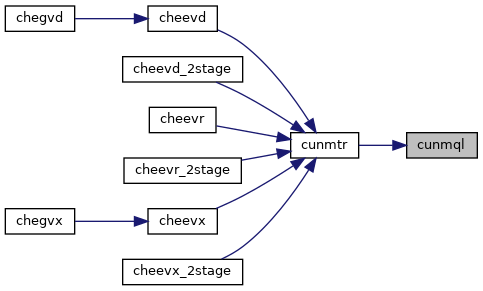 chegvd
cheevd
cheevd_2stage
cheevr
cunmtr
cunmql
cheevr_2stage
chegvx
cheevx
cheevx_2stage